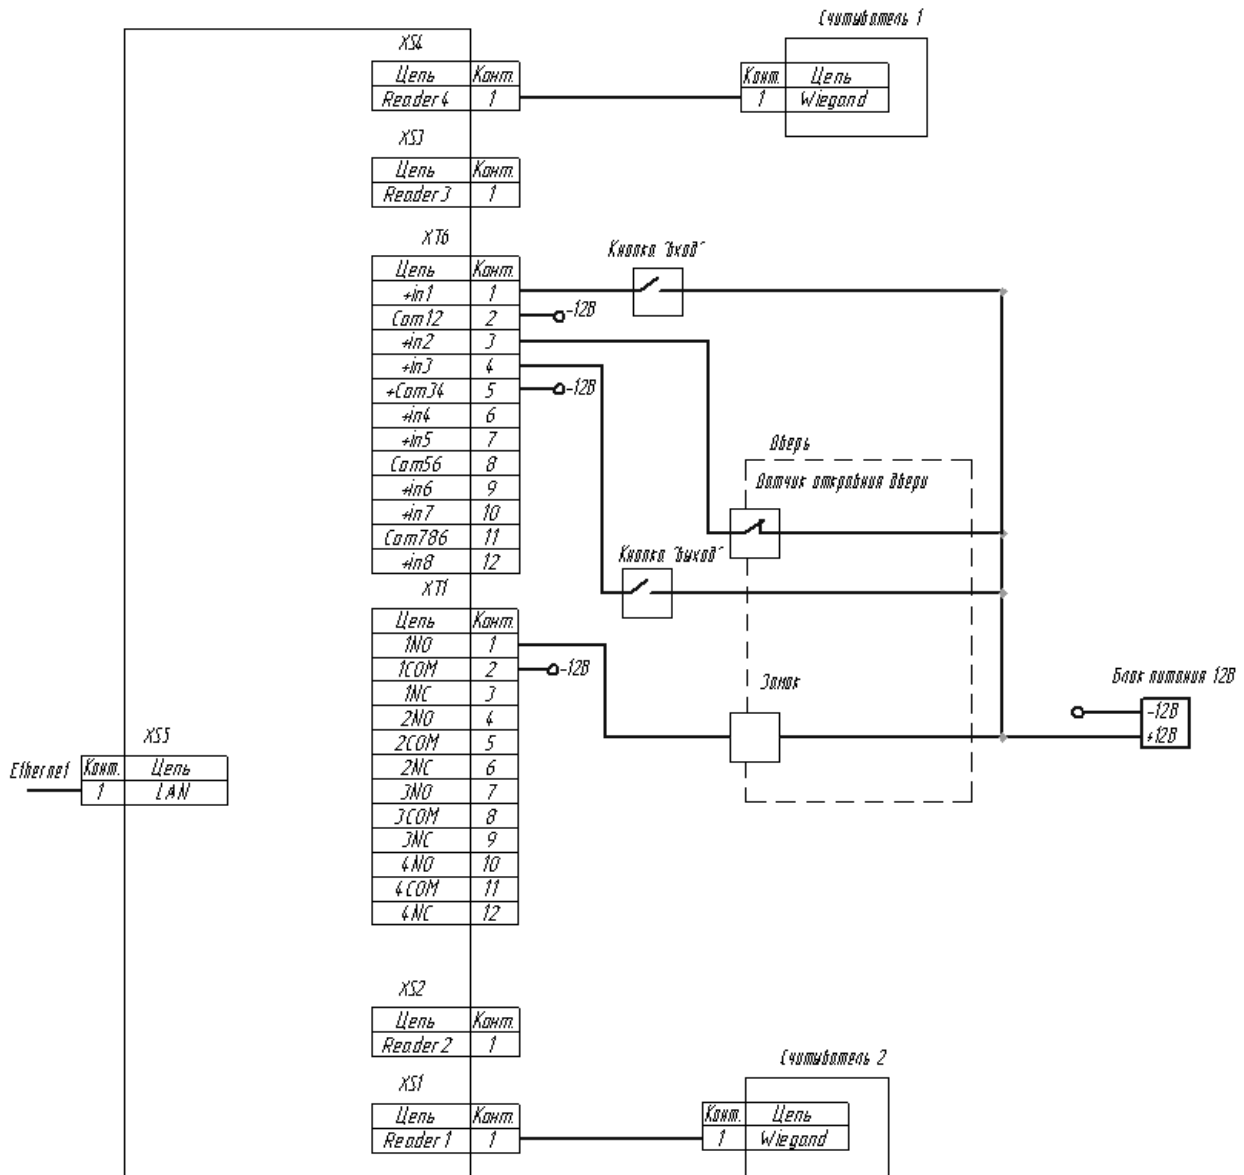 Считыватель 1
XS4
Цепь Конт.
Reader 4 1
Конт. Цепь
1 Wiegand
XS3
Цепь Конт.
Reader 3 1
XT6
Цепь Конт.
+in1 1
Com12 2
+in2 3
+in3 4
+Com34 5
+in4 6
+in5 7
Com56 8
+in6 9
+in7 10
Com786 11
+in8 12
Кнопка "вход"
-12В
-12В
Дверь
Датчик откравния двери
Кнопка "выход"
XT1
Цепь Конт.
1NO 1
1COM 2
1NC 3
2NO 4
2COM 5
2NC 6
3NO 7
3COM 8
3NC 9
4NO 10
4COM 11
4NC 12
-12В
Замок
Блок питания 12В
-12В
+12В
XS5
Ethernet
Конт. Цепь
1 LAN
XS2
Цепь Конт.
Reader 2 1
XS1
Цепь Конт.
Reader 1 1
Считыватель 2
Конт. Цепь
1 Wiegand